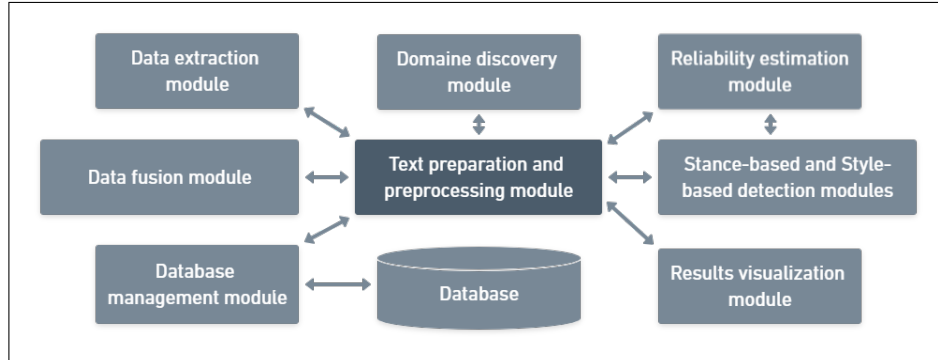 Data extraction
module
Domaine discovery
module
Reliability estimation
module
Data fusion module
Text preparation and
preprocessing module
Stance-based and Style-
based detection modules
Database
management module
Database
Results visualization
module